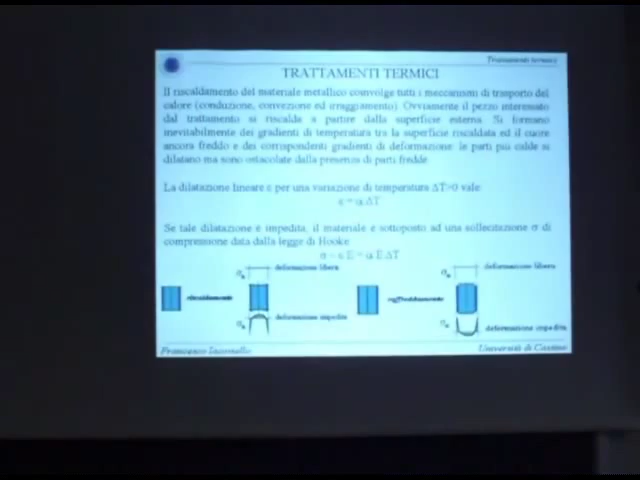 Trattamenti termici
TRATTAMENTI TERMICI
Il riscaldamento del materiale metallico coinvolge tutti i meccanismi di trasporto del
calore (conduzione, convezione ed irraggiamento). Ovviamente il pezzo interessato
dal trattamento si riscalda a partire dalla superficie esterna. Si formano
inevitabilmente dei gradienti di temperatura tra la superficie riscaldata ed il cuore
ancora freddo e dei corrispondenti gradienti di deformazione: le parti più calde si
dilatano ma sono ostacolate dalla presenza di parti fredde.
La dilatazione lineare ε per una variazione di temperatura ΔT>0 vale
ε = α ΔT
Se tale dilatazione è impedita, il materiale è sottoposto ad una sollecitazione σ di
compressione data dalla legge di Hooke
σ = ε E = α E ΔT
deformazione libera
deformazione libera
riscaldamento
raffreddamento
deformazione impedita
deformazione impedita
Francesco Iacoviello
Università di Cassino